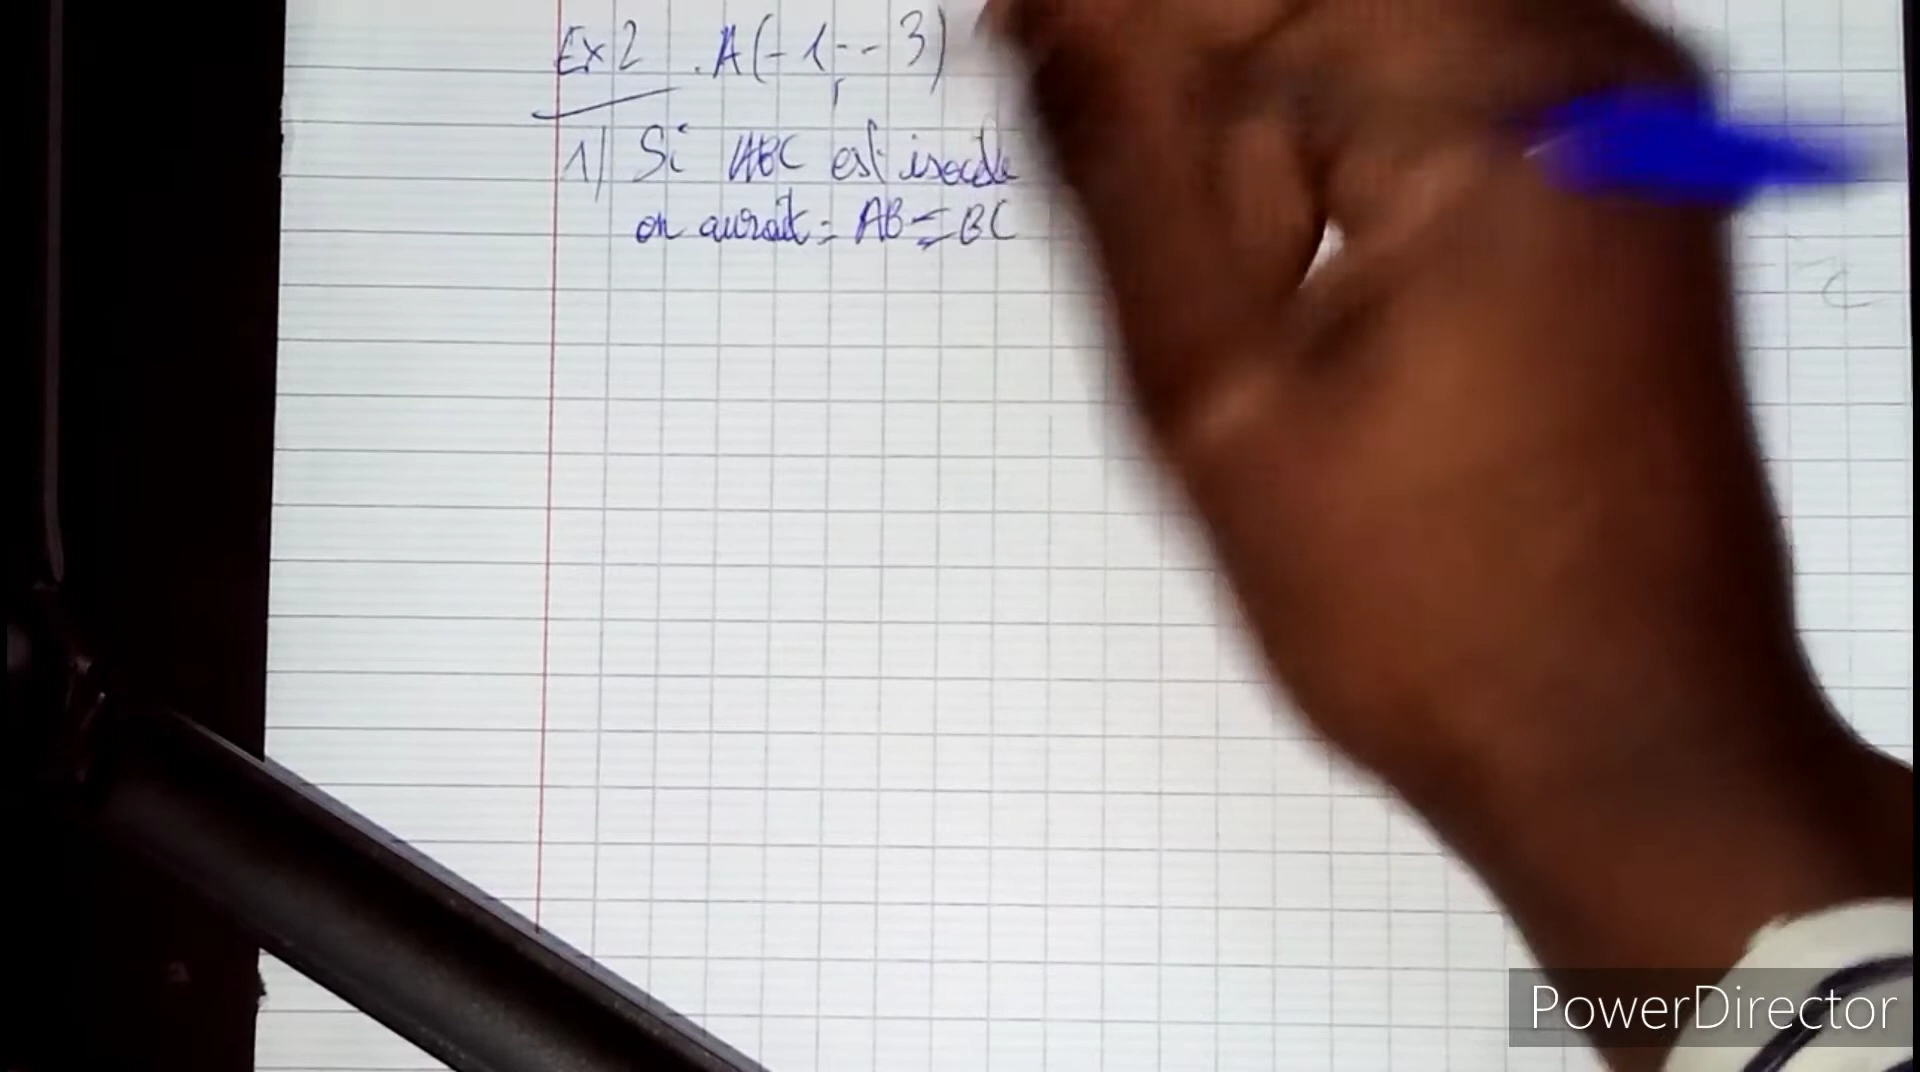 Ex 2 . A(-1; -3)
1) Si ABC est isocèle
on aurait = AB = BC
C
PowerDirector